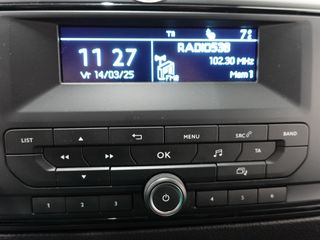 TA
7
RADIO538
11 27
102.30 MHz
Vr 14/03/25
FM2
Mem 1
LIST
MENU
SRC
BAND
OK
TA
1 2 3 4 5 6